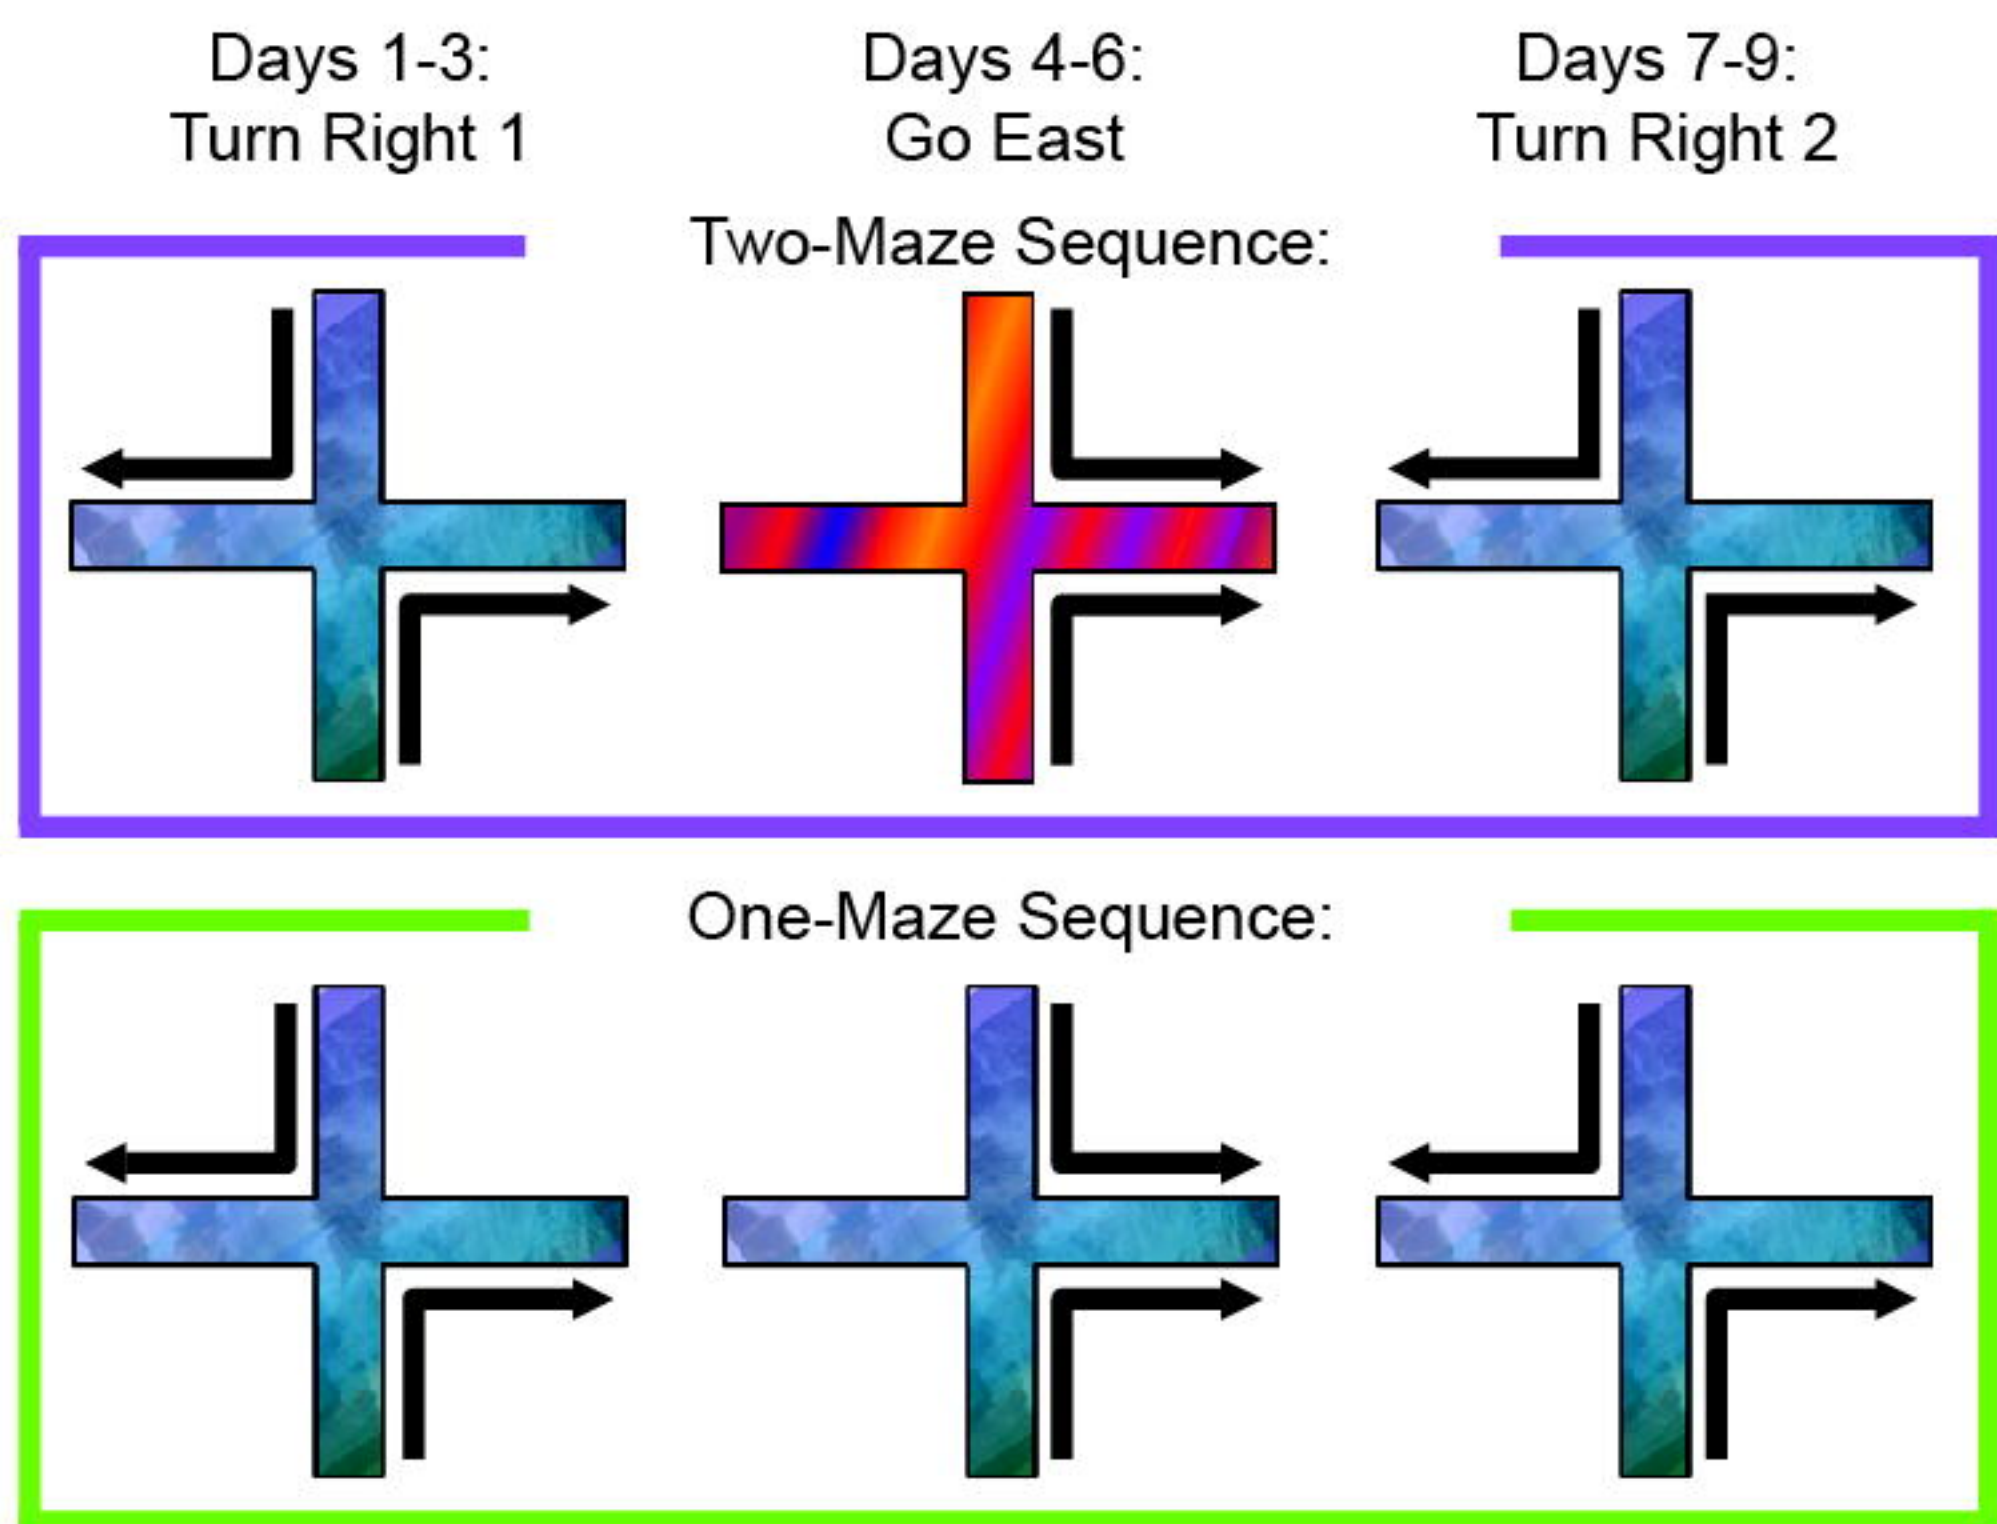 Days 1-3:
Turn Right 1
Days 4-6:
Go East
Days 7-9:
Turn Right 2
Two-Maze Sequence:
One-Maze Sequence: